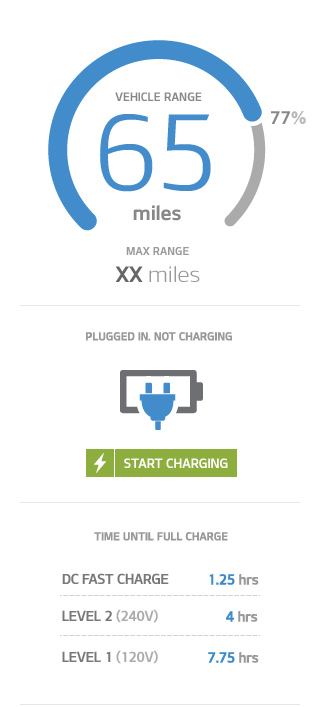 VEHICLE RANGE
65
77%
miles
MAX RANGE
XX miles
PLUGGED IN. NOT CHARGING
START CHARGING
TIME UNTIL FULL CHARGE
DC FAST CHARGE 1.25 hrs
LEVEL 2 (240V) 4 hrs
LEVEL 1 (120V) 7.75 hrs